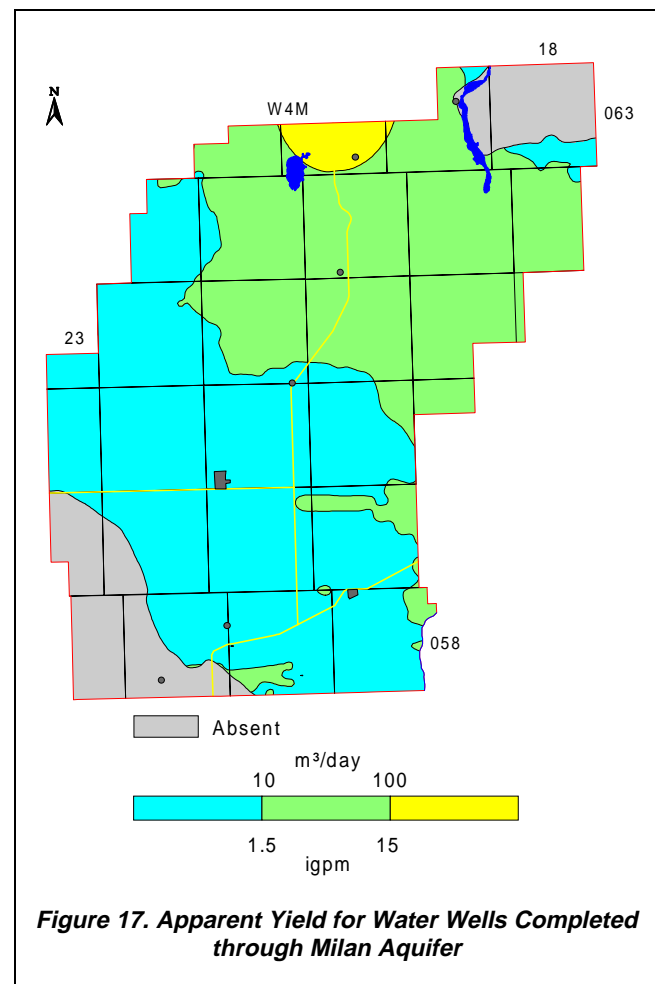 18
N
W4M
063
23
058
Absent
m³/day
10 100
1.5 15
igpm
Figure 17. Apparent Yield for Water Wells Completed
through Milan Aquifer